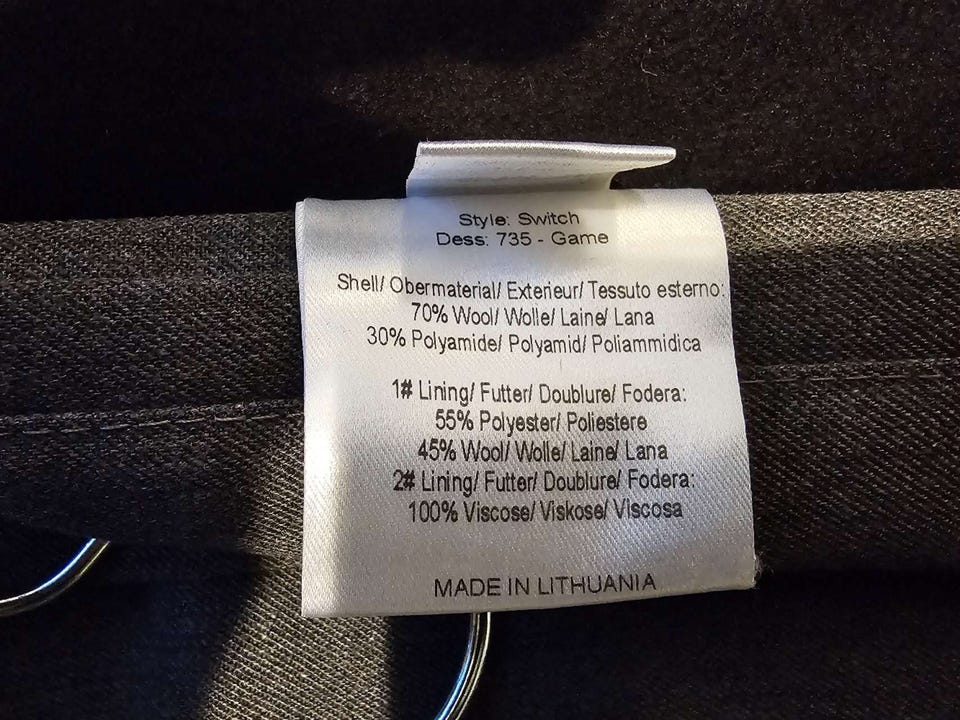 Style: Switch
Dess: 735 - Game
Shell/ Obermaterial/ Exterieur/ Tessuto esterno:
70% Wool/ Wolle/ Laine/ Lana
30% Polyamide/ Polyamid/ Poliammidica
1# Lining/ Futter/ Doublure/ Fodera:
55% Polyester/ Poliestere
45% Wool/ Wolle/ Laine/ Lana
2# Lining/ Futter/ Doublure/ Fodera:
100% Viscose/ Viskose/ Viscosa
MADE IN LITHUANIA